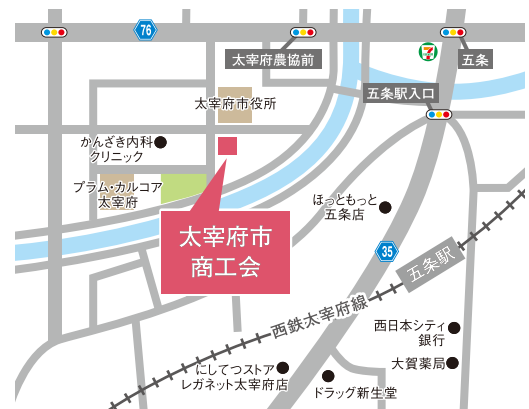 76
太宰府農協前
五条
7
ELEVEN
五条駅入口
太宰府市役所
かんざき内科
クリニック
プラム・カルコア
太宰府
ほっともっと
五条店
太宰府市
商工会
35
五条駅
西鉄太宰府線
西日本シティ
銀行
にしてつストア
レガネット太宰府店
大賀薬局
ドラッグ新生堂